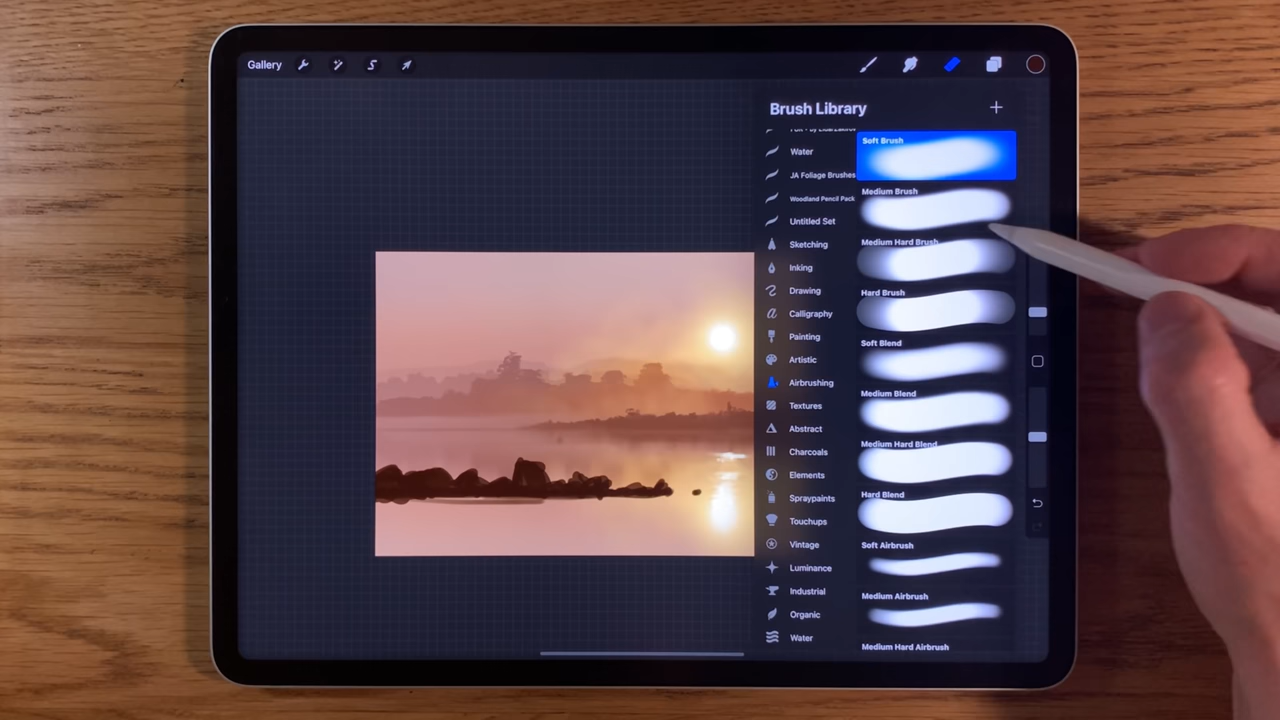 Gallery
Brush Library
Water
JA Foliage Brushes
Woodland Pencil Pack
Untitled Set
Sketching
Inking
Drawing
Calligraphy
Painting
Artistic
Airbrushing
Textures
Abstract
Charcoals
Elements
Spraypaints
Touchups
Vintage
Luminance
Industrial
Organic
Water
Soft Brush
Medium Brush
Medium Hard Brush
Hard Brush
Soft Blend
Medium Blend
Medium Hard Blend
Hard Blend
Soft Airbrush
Medium Airbrush
Medium Hard Airbrush